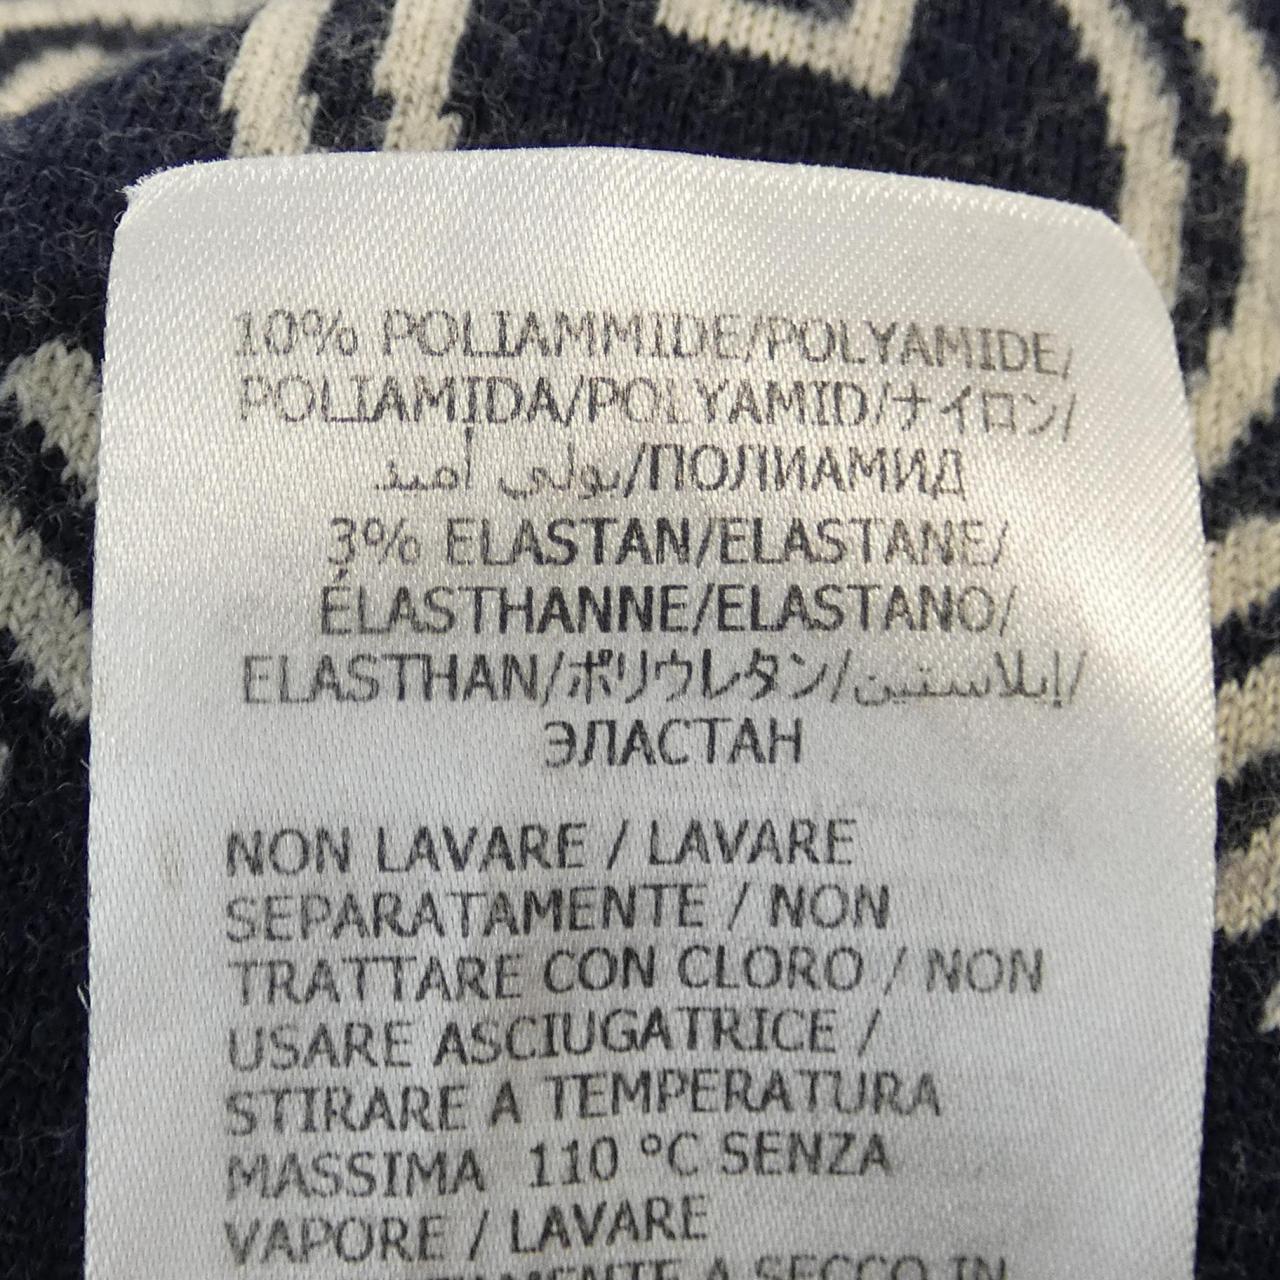 10% POLIAMMIDE/POLYAMIDE/
POLIAMIDA/POLYAMID/ナイロン/
بولي أميد/ПОЛИАМИД
3% ELASTAN/ELASTANE/
ÉLASTHANNE/ELASTANO/
ELASTHAN/ポリウレタン/إيلاستين/
ЭЛАСТАН
NON LAVARE / LAVARE
SEPARATAMENTE / NON
TRATTARE CON CLORO / NON
USARE ASCIUGATRICE /
STIRARE A TEMPERATURA
MASSIMA 110 °C SENZA
VAPORE / LAVARE
A SECCO IN